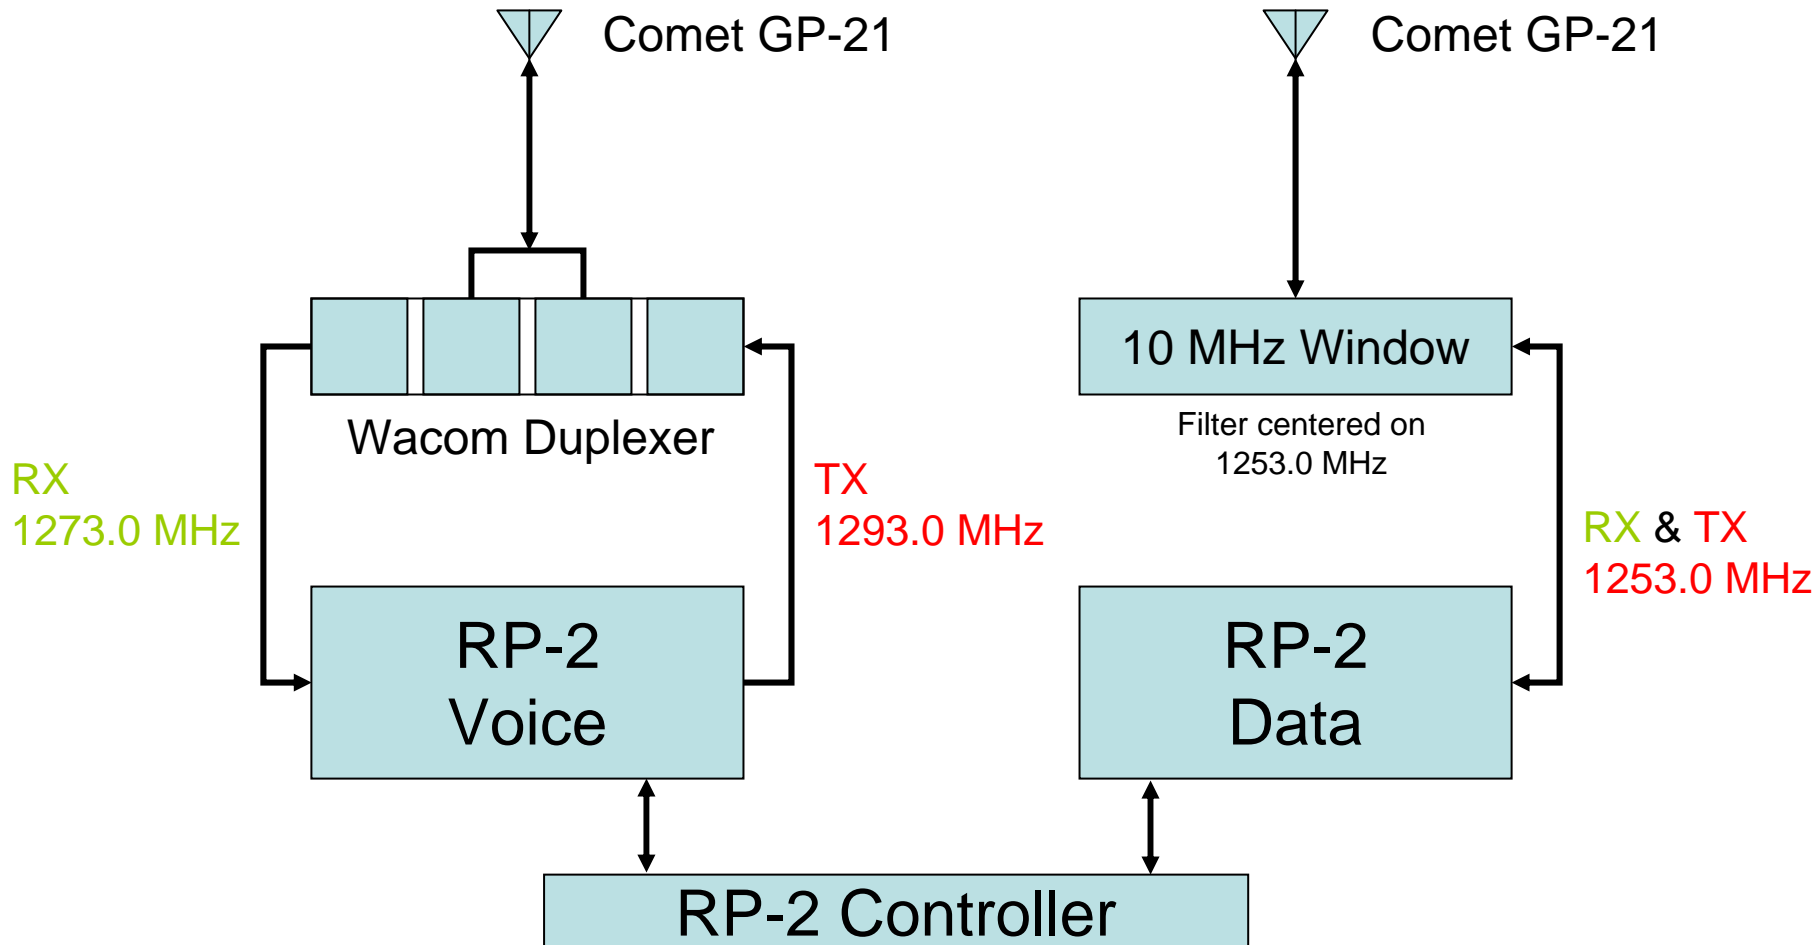 Comet GP-21
Comet GP-21
10 MHz Window
Wacom Duplexer
Filter centered on
1253.0 MHz
RX
1273.0 MHz
TX
1293.0 MHz
RX & TX
1253.0 MHz
RP-2
Voice
RP-2
Data
RP-2 Controller